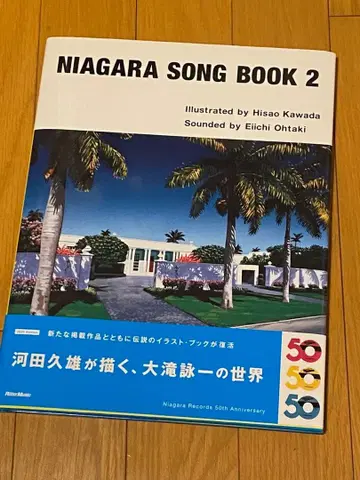 NIAGARA SONG BOOK 2
Illustrated by Hisao Kawada
Sounded by Eiichi Ohtaki
新たな掲載作品とともに伝説のイラスト・ブックが復活
河田久雄が描く、大滝詠一の世界
50
50
50
Niagara Records 50th Anniversary
Rittor Music